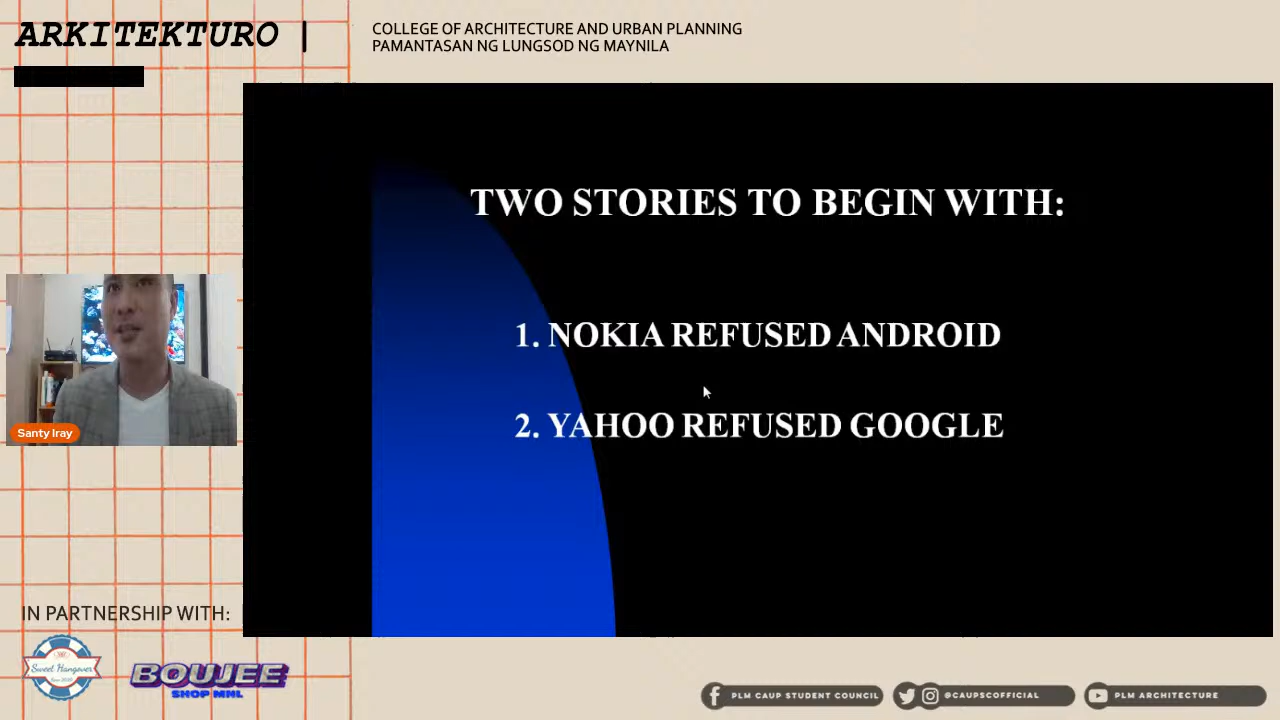 ARKITEKTURO |
COLLEGE OF ARCHITECTURE AND URBAN PLANNING
PAMANTASAN NG LUNGSOD NG MAYNILA
TWO STORIES TO BEGIN WITH:
1. NOKIA REFUSED ANDROID
2. YAHOO REFUSED GOOGLE
Santy Iray
IN PARTNERSHIP WITH:
Sweet Hangover
BOUJEE
SHOP MNL
PLM CAUP STUDENT COUNCIL
@CAUPSCOFFICIAL
PLM ARCHITECTURE